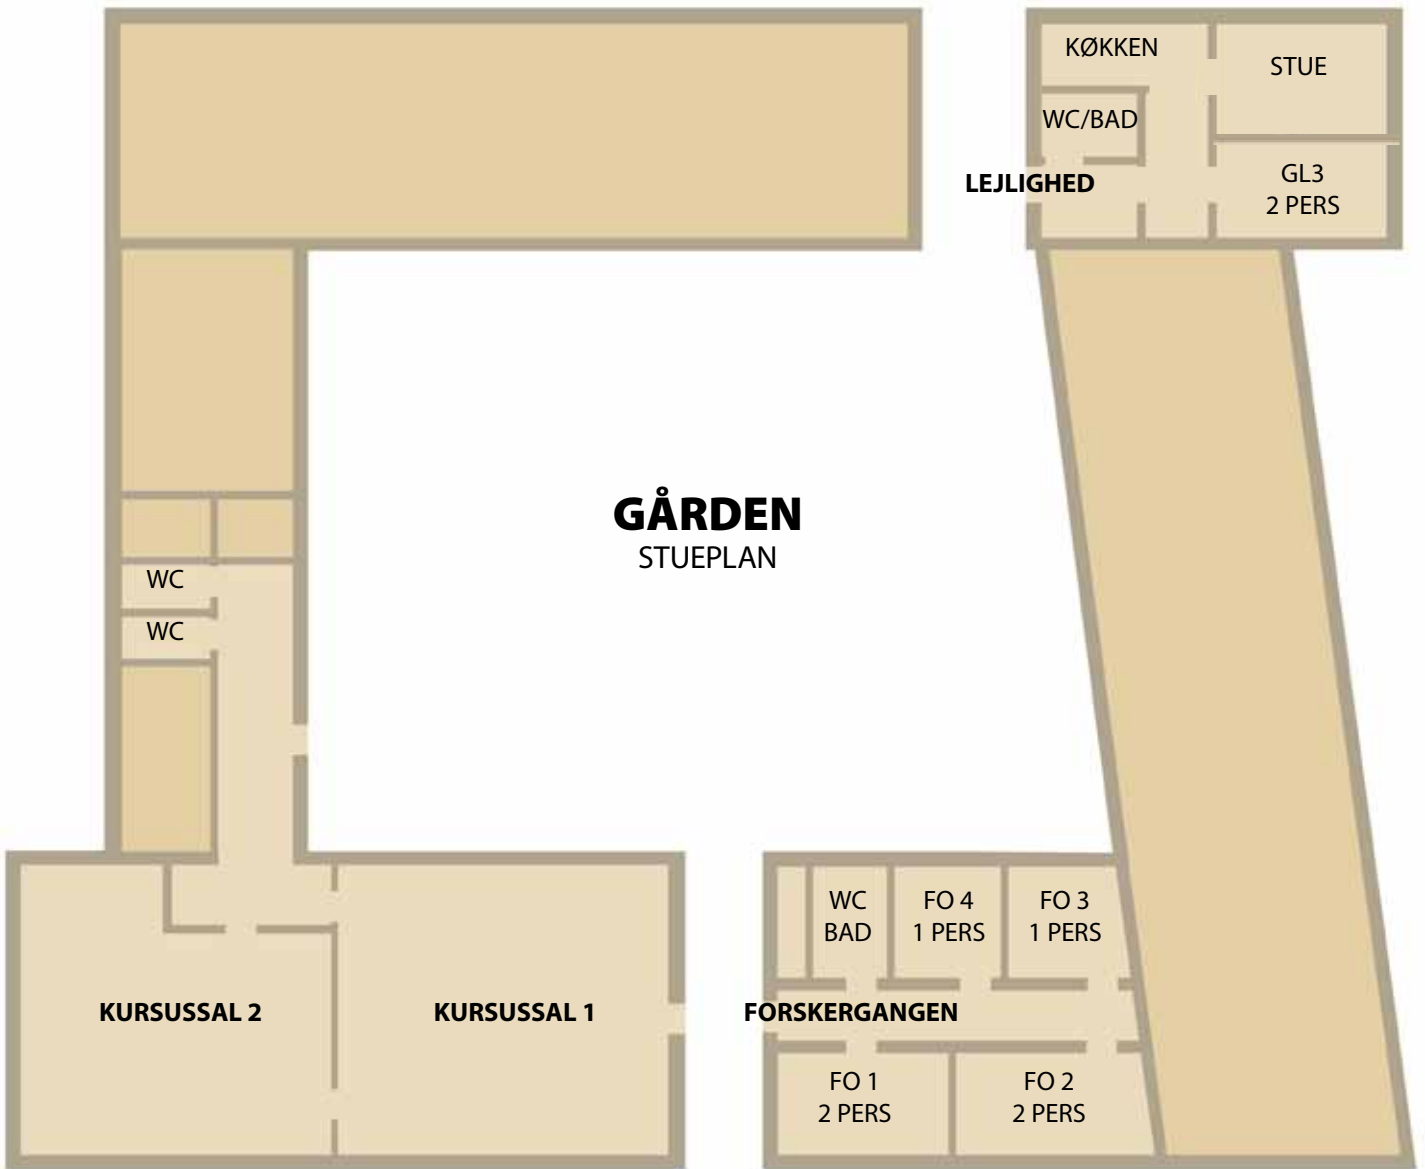 KØKKEN
STUE
WC/BAD
LEJLIGHED
GL3
2 PERS
GÅRDEN
STUEPLAN
WC
WC
WC
BAD
FO 4
1 PERS
FO 3
1 PERS
KURSUSSAL 2
KURSUSSAL 1
FORSKERGANGEN
FO 1
2 PERS
FO 2
2 PERS